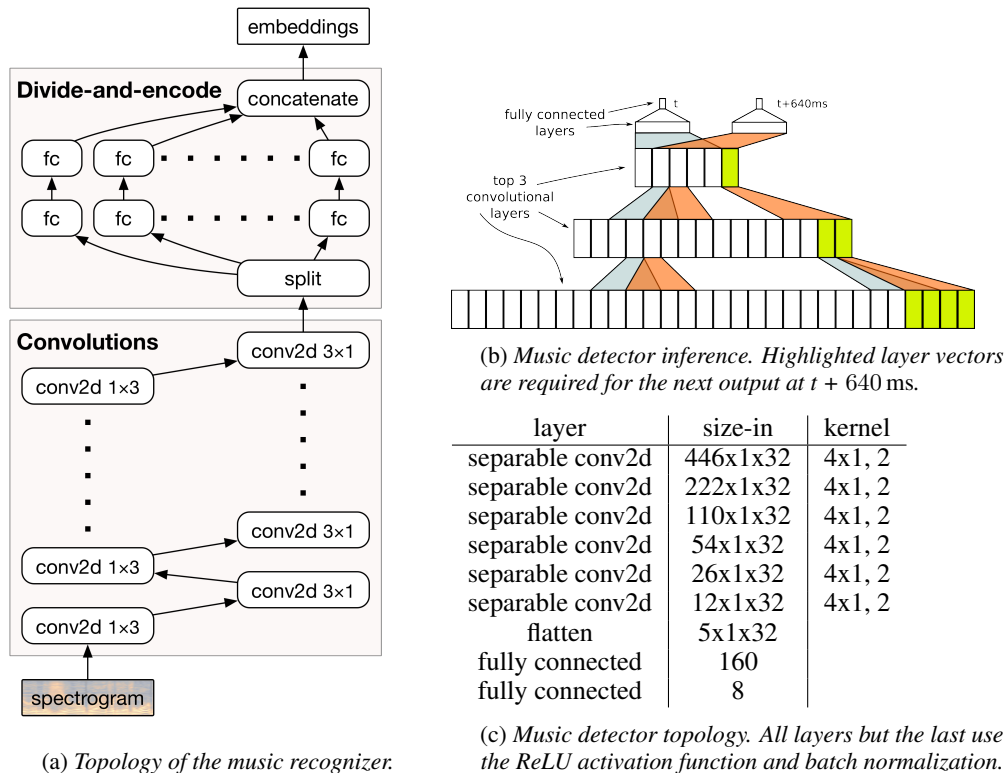 embeddings
Divide-and-encode
concatenate
fc fc fc
fc fc fc
split
Convolutions
conv2d 3×1
conv2d 1×3
conv2d 3×1
conv2d 1×3
conv2d 3×1
conv2d 1×3
spectrogram
(a) Topology of the music recognizer.
fully connected
layers
t
t+640ms
top 3
convolutional
layers
(b) Music detector inference. Highlighted layer vectors
are required for the next output at t + 640 ms.
layer size-in kernel
separable conv2d 446x1x32 4x1, 2
separable conv2d 222x1x32 4x1, 2
separable conv2d 110x1x32 4x1, 2
separable conv2d 54x1x32 4x1, 2
separable conv2d 26x1x32 4x1, 2
separable conv2d 12x1x32 4x1, 2
flatten 5x1x32
fully connected 160
fully connected 8
(c) Music detector topology. All layers but the last use
the ReLU activation function and batch normalization.